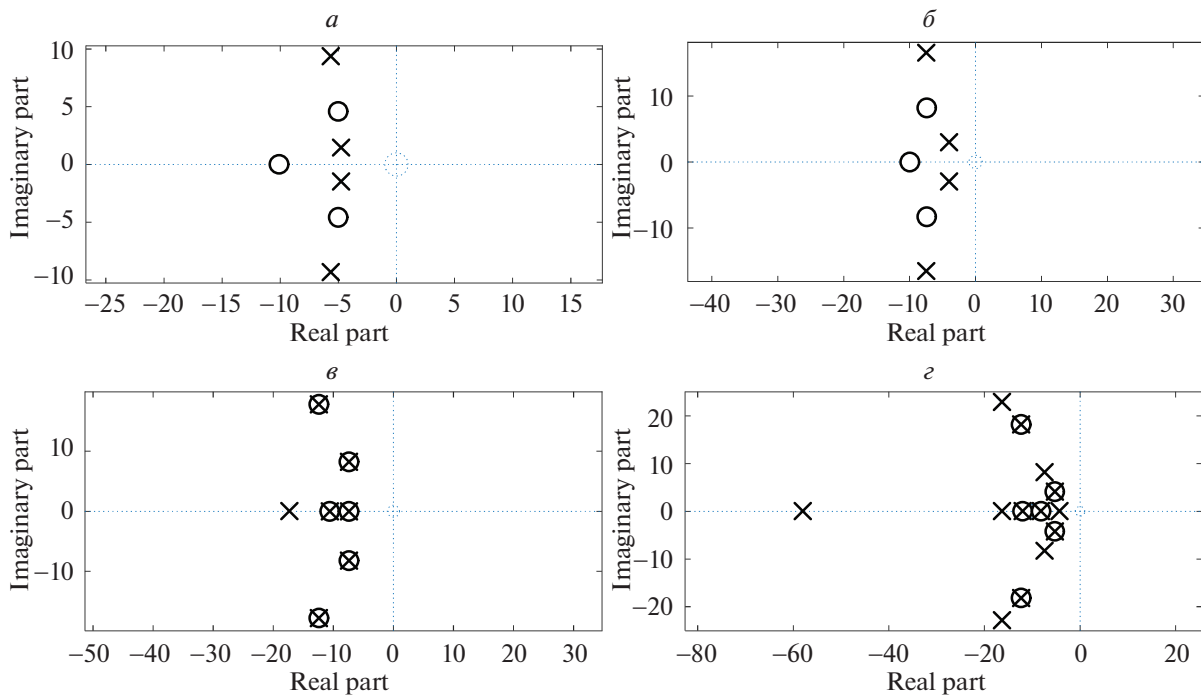 а
Imaginary part
10
5
0
−5
−10
−25 −20 −15 −10 −5 0 5 10 15
Real part
б
Imaginary part
10
0
−10
−40 −30 −20 −10 0 10 20 30
Real part
в
Imaginary part
10
0
−10
−50 −40 −30 −20 −10 0 10 20 30
Real part
г
Imaginary part
20
10
0
−10
−20
−80 −60 −40 −20 0 20
Real part